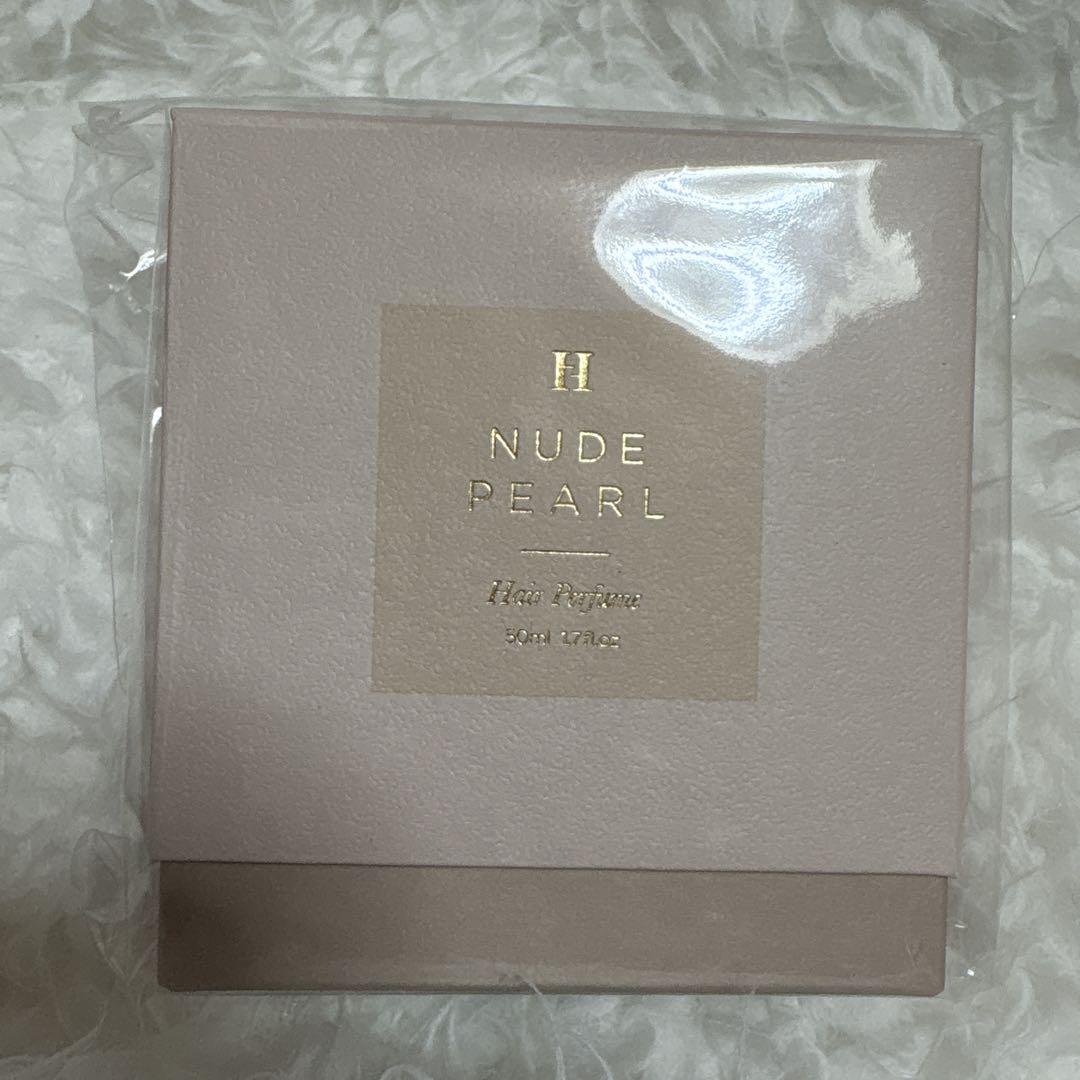 H
NUDE
PEARL
Hair Perfume
50ml 1.7fl.oz